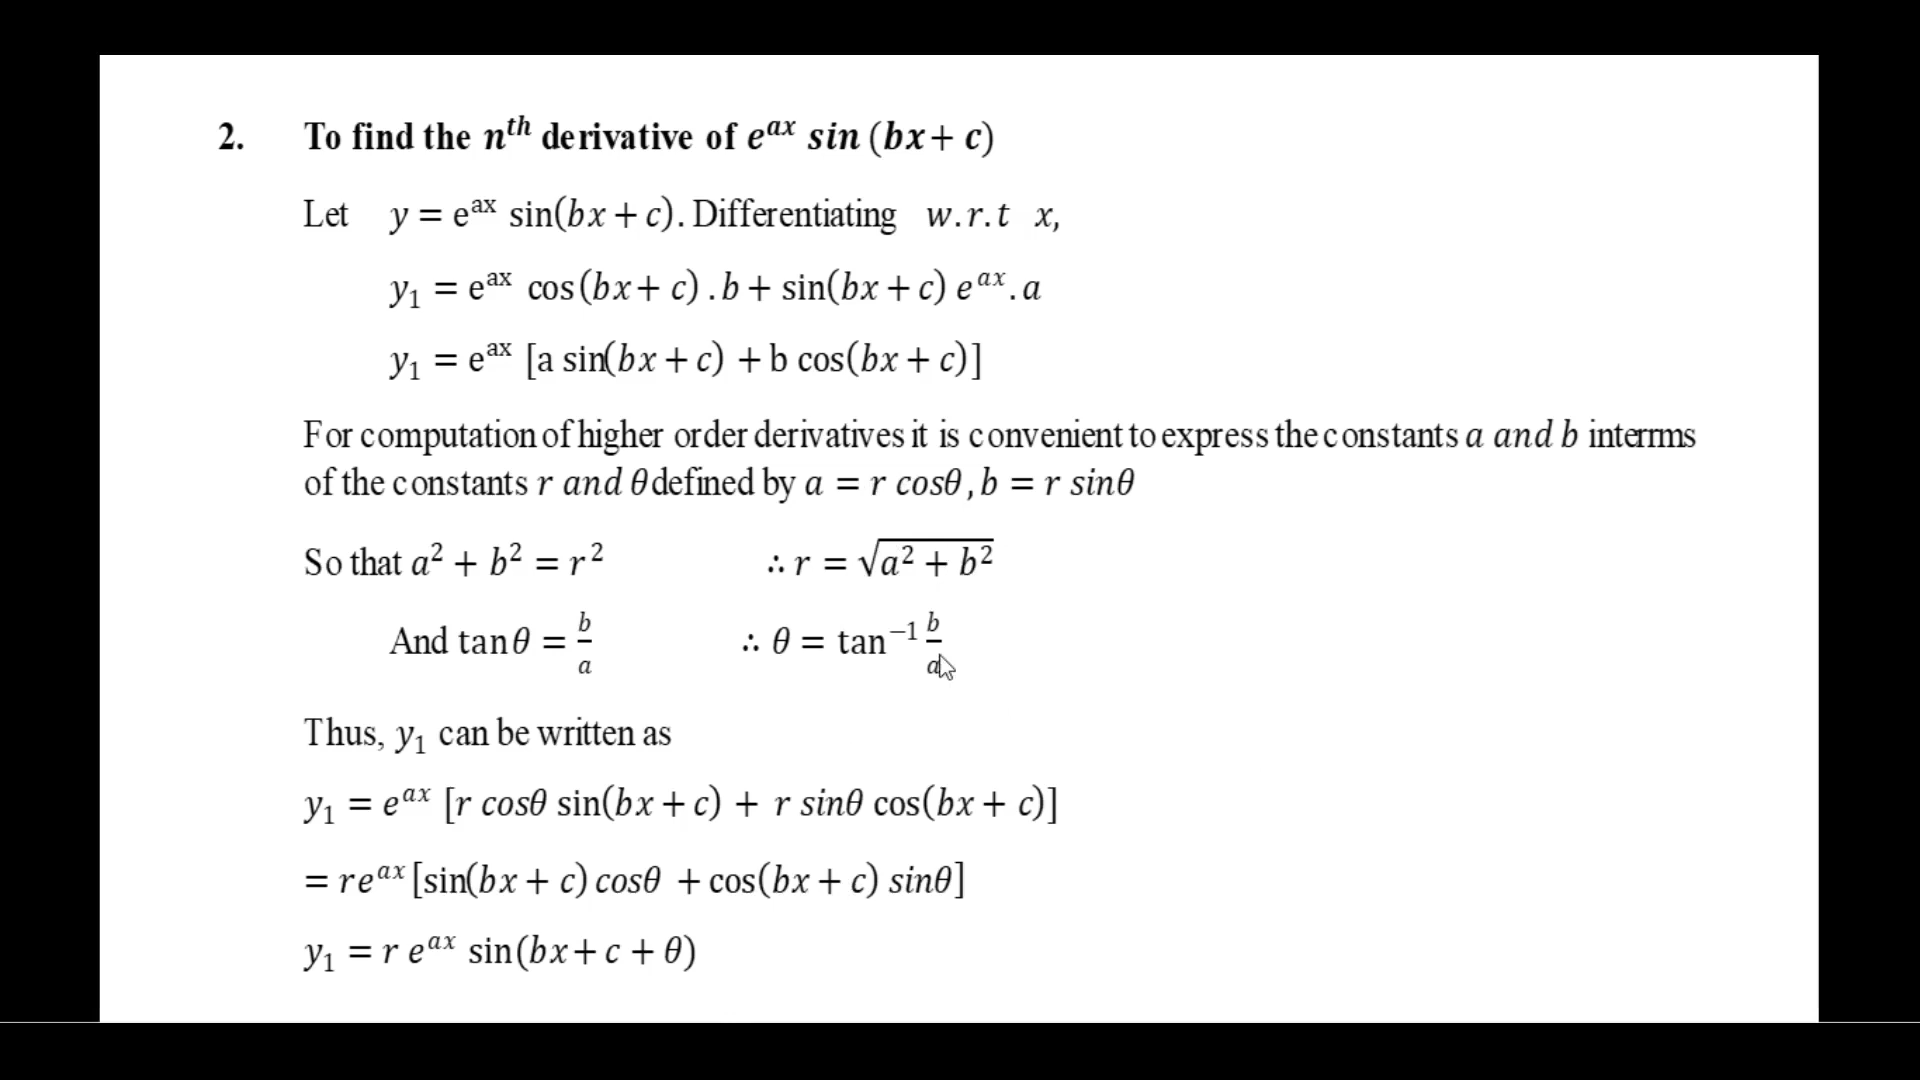 2. To find the nᵗʰ derivative of eᵃˣ sin (bx + c)
Let y = eᵃˣ sin(bx + c). Differentiating w.r.t x,
y₁ = eᵃˣ cos(bx + c) .b + sin(bx + c) eᵃˣ.a
y₁ = eᵃˣ [a sin(bx + c) + b cos(bx + c)]
For computation of higher order derivatives it is convenient to express the constants a and b interms
of the constants r and θ defined by a = r cosθ , b = r sinθ
So that a² + b² = r² ∴ r = √(a² + b²)
And tan θ = b/a ∴ θ = tan⁻¹ b/a
Thus, y₁ can be written as
y₁ = eᵃˣ [r cosθ sin(bx + c) + r sinθ cos(bx + c)]
= reᵃˣ[sin(bx + c) cosθ + cos(bx + c) sinθ]
y₁ = r eᵃˣ sin(bx + c + θ)